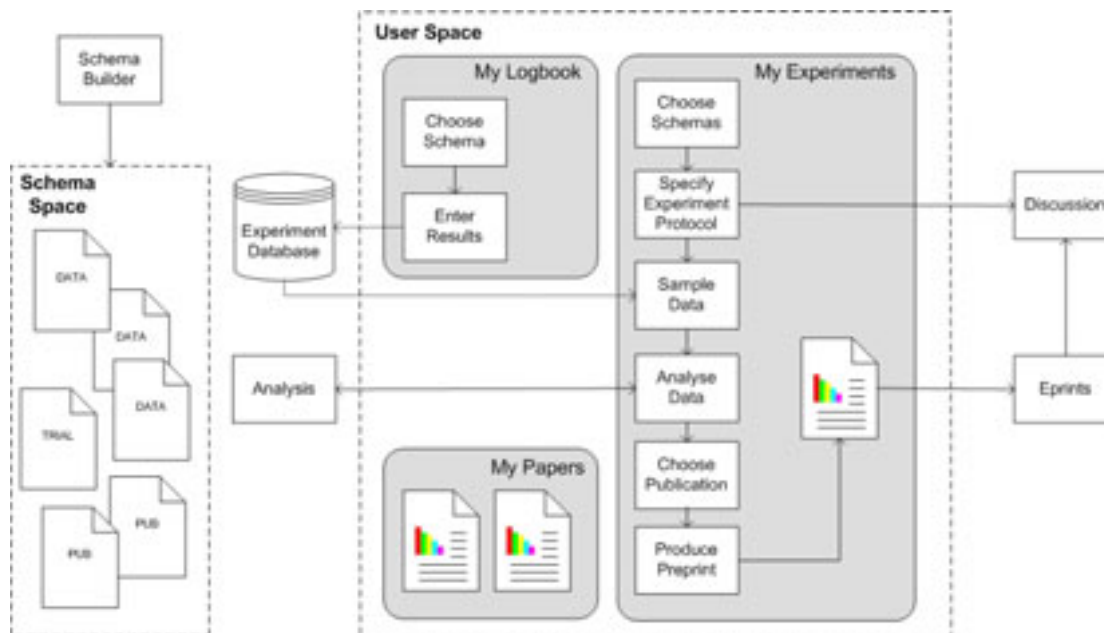 Schema
Builder
Schema
Space
DATA
DATA
DATA
TRIAL
PUB
PUB
Experiment
Database
Analysis
User Space
My Logbook
Choose
Schema
Enter
Results
My Papers
My Experiments
Choose
Schemas
Specify
Experiment
Protocol
Sample
Data
Analyse
Data
Choose
Publication
Produce
Preprint
Discussion
Eprints